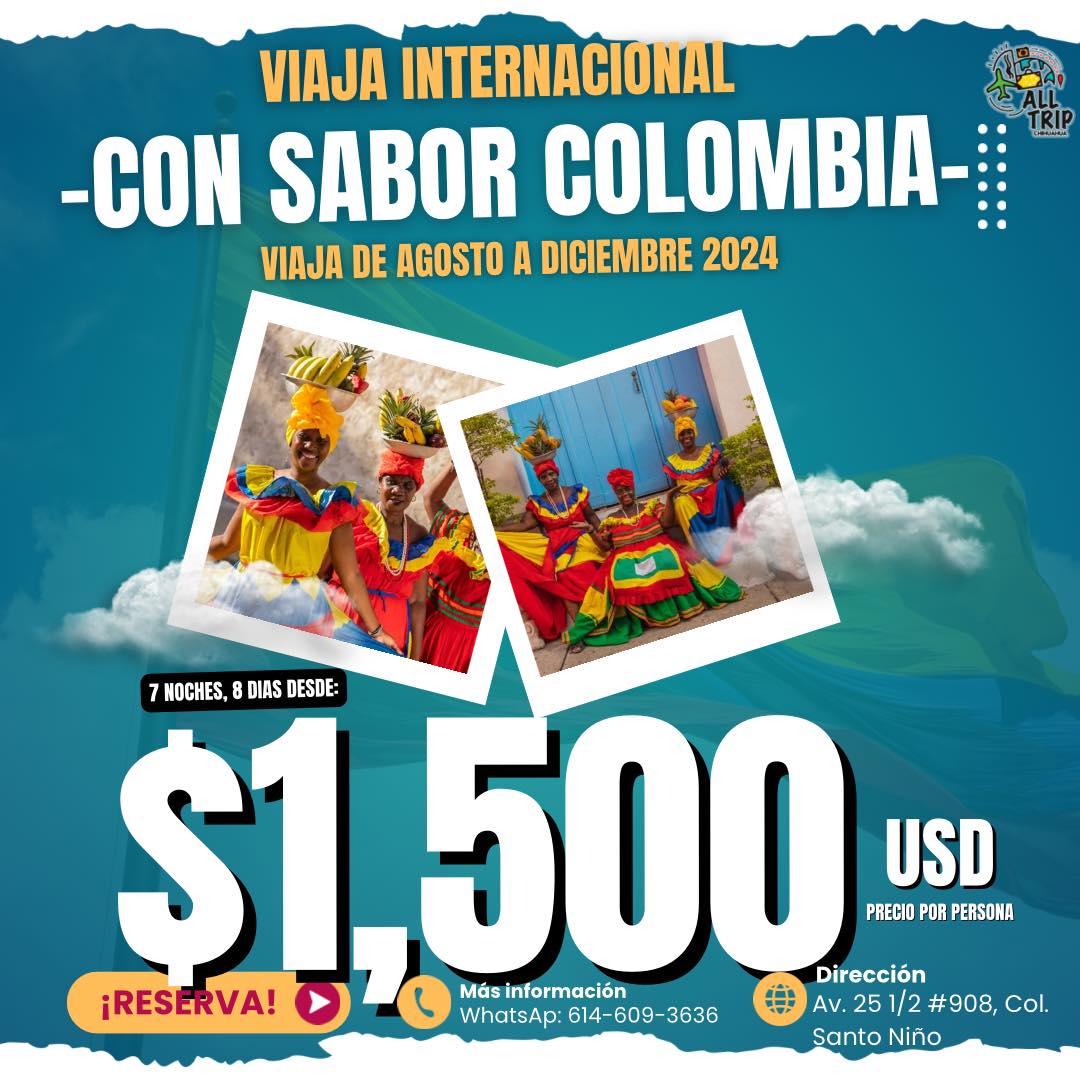 VIAJA INTERNACIONAL
ALL
TRIP
CHIHUAHUA
-CON SABOR COLOMBIA-
VIAJA DE AGOSTO A DICIEMBRE 2024
7 NOCHES, 8 DIAS DESDE:
$1,500
USD
PRECIO POR PERSONA
¡RESERVA!
Más información
WhatsAp: 614-609-3636
Dirección
Av. 25 1/2 #908, Col.
Santo Niño